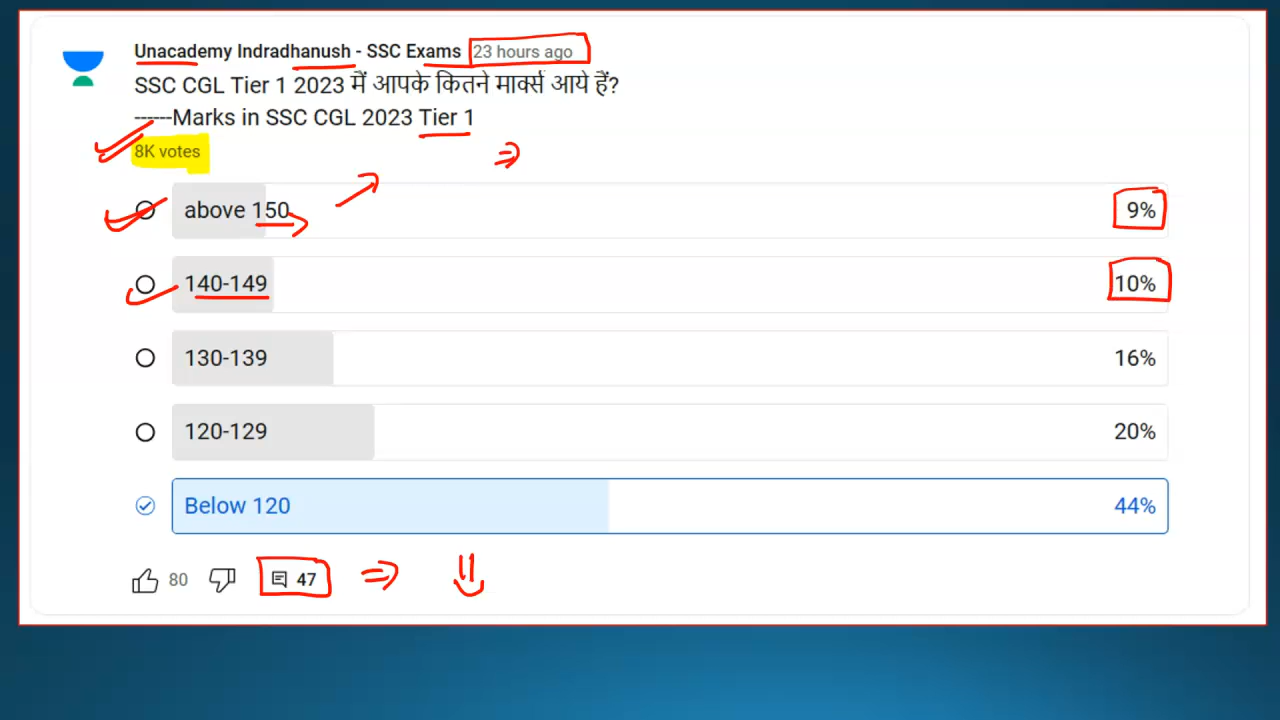 Unacademy Indradhanush - SSC Exams 23 hours ago
SSC CGL Tier 1 2023 में आपके कितने मार्क्स आये हैं?
------Marks in SSC CGL 2023 Tier 1
8K votes
above 150 9%
140-149 10%
130-139 16%
120-129 20%
Below 120 44%
80 47